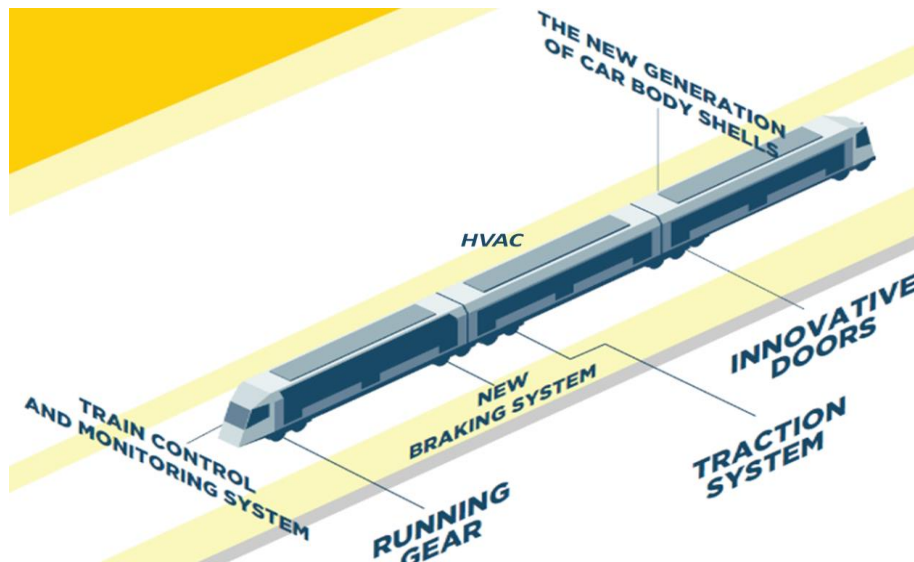 THE NEW GENERATION
OF CAR BODY SHELLS
HVAC
INNOVATIVE
DOORS
NEW
BRAKING SYSTEM
TRAIN CONTROL
AND MONITORING SYSTEM
TRACTION
SYSTEM
RUNNING
GEAR